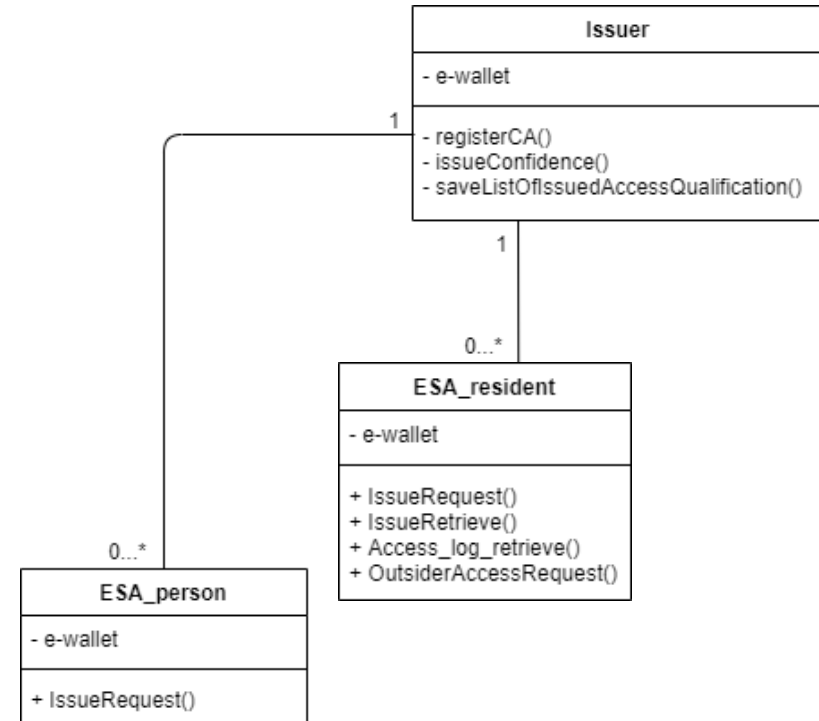 Issuer
- e-wallet
- registerCA()
- issueConfidence()
- saveListOfIssuedAccessQualification()
1
1
0...*
ESA_resident
- e-wallet
+ IssueRequest()
+ IssueRetrieve()
+ Access_log_retrieve()
+ OutsiderAccessRequest()
0...*
ESA_person
- e-wallet
+ IssueRequest()